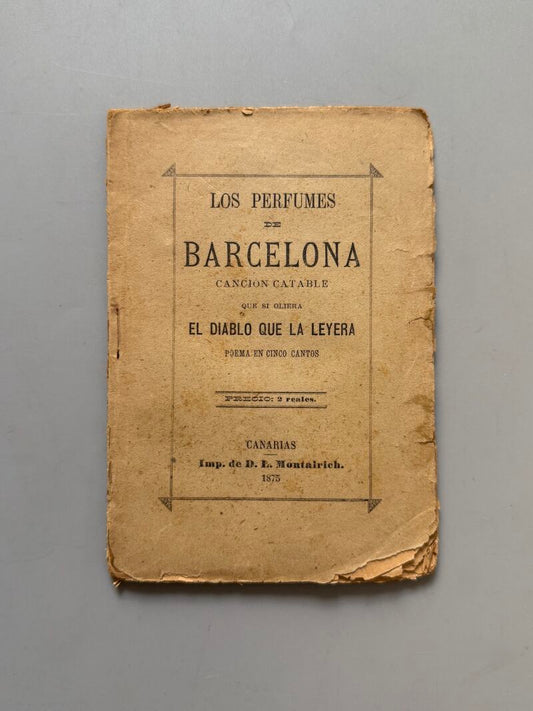 LOS PERFUMES
DE
BARCELONA
CANCION CATABLE
QUE SI OLIERA
EL DIABLO QUE LA LEYERA
POEMA EN CINCO CANTOS
PRECIO: 2 reales.
CANARIAS
Imp. de D. L. Montalrich.
1875